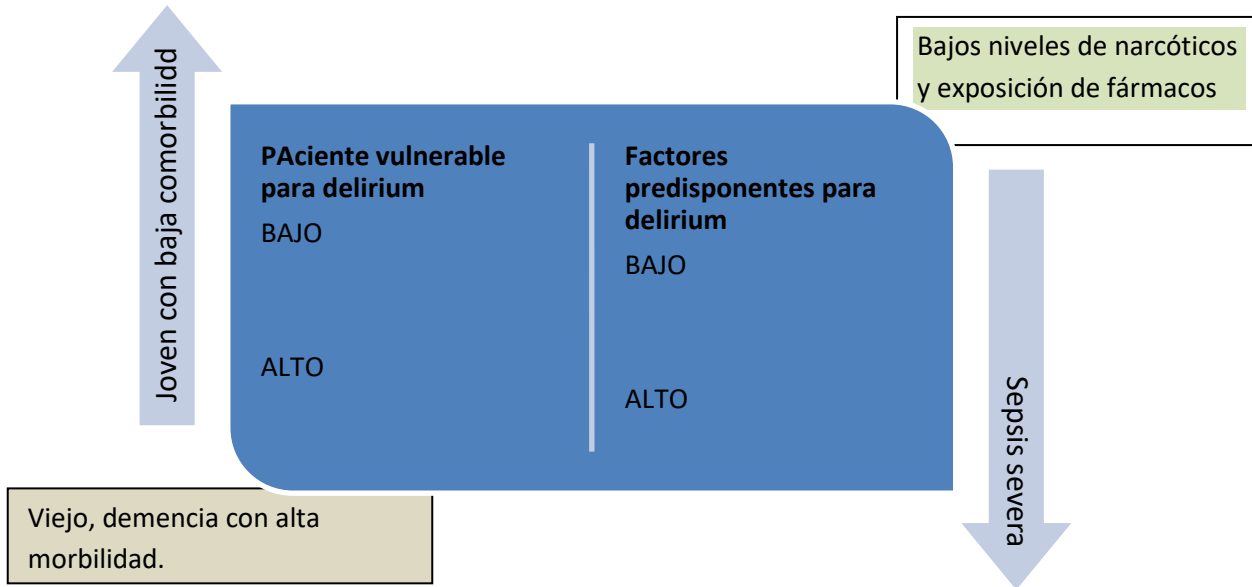 Joven con baja comorbilidd
Bajos niveles de narcóticos
y exposición de fármacos
PAciente vulnerable
para delirium
BAJO
ALTO
Factores
predisponentes para
delirium
BAJO
ALTO
Sepsis severa
Viejo, demencia con alta
morbilidad.